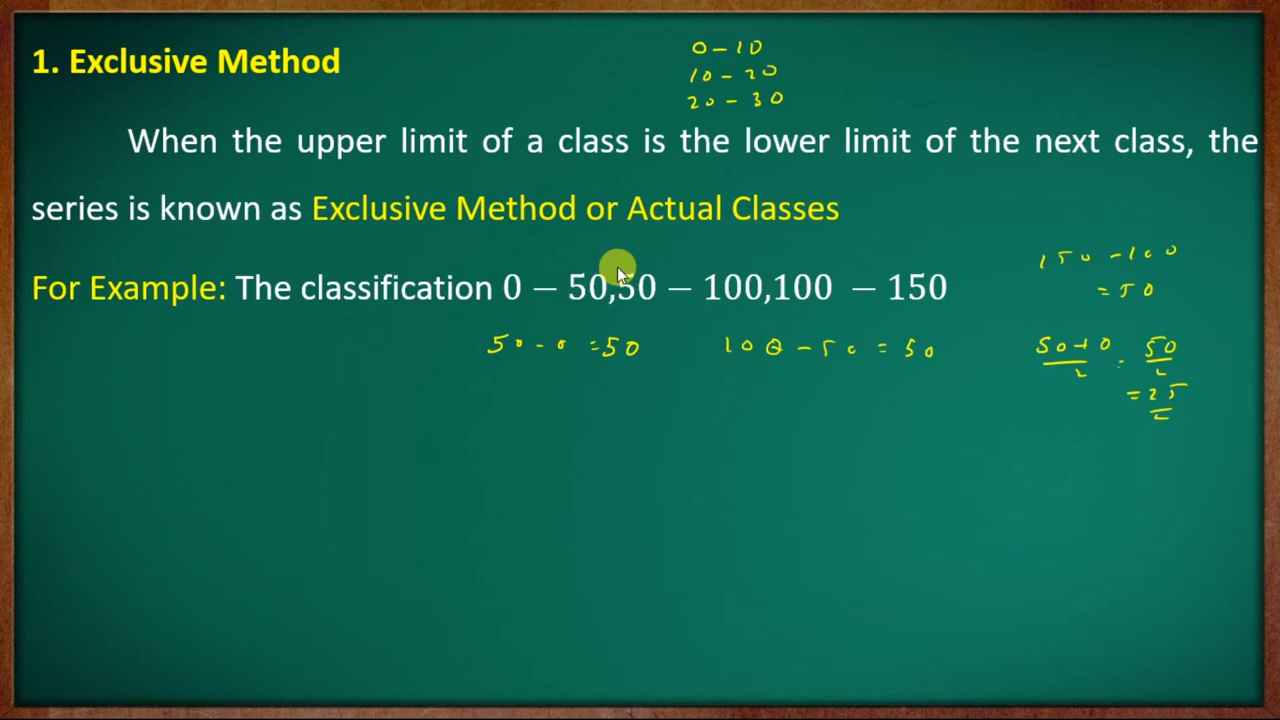 1. Exclusive Method
0 - 10
10 - 20
20 - 30
When the upper limit of a class is the lower limit of the next class, the
series is known as Exclusive Method or Actual Classes
150 - 100
= 50
For Example: The classification 0 − 50,50 − 100,100 − 150
50 - 0 = 50
100 - 50 = 50
50+0/2 = 50/2
= 25